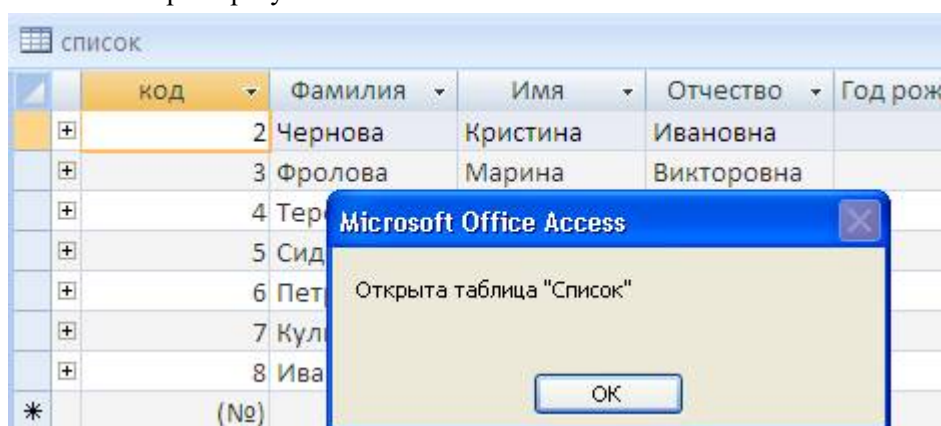 список
код Фамилия Имя Отчество
2 Чернова Кристина Ивановна
3 Фролова Марина Викторовна
4
5
6
7
8
(№)
Microsoft Office Access
Открыта таблица "Список"
ОК